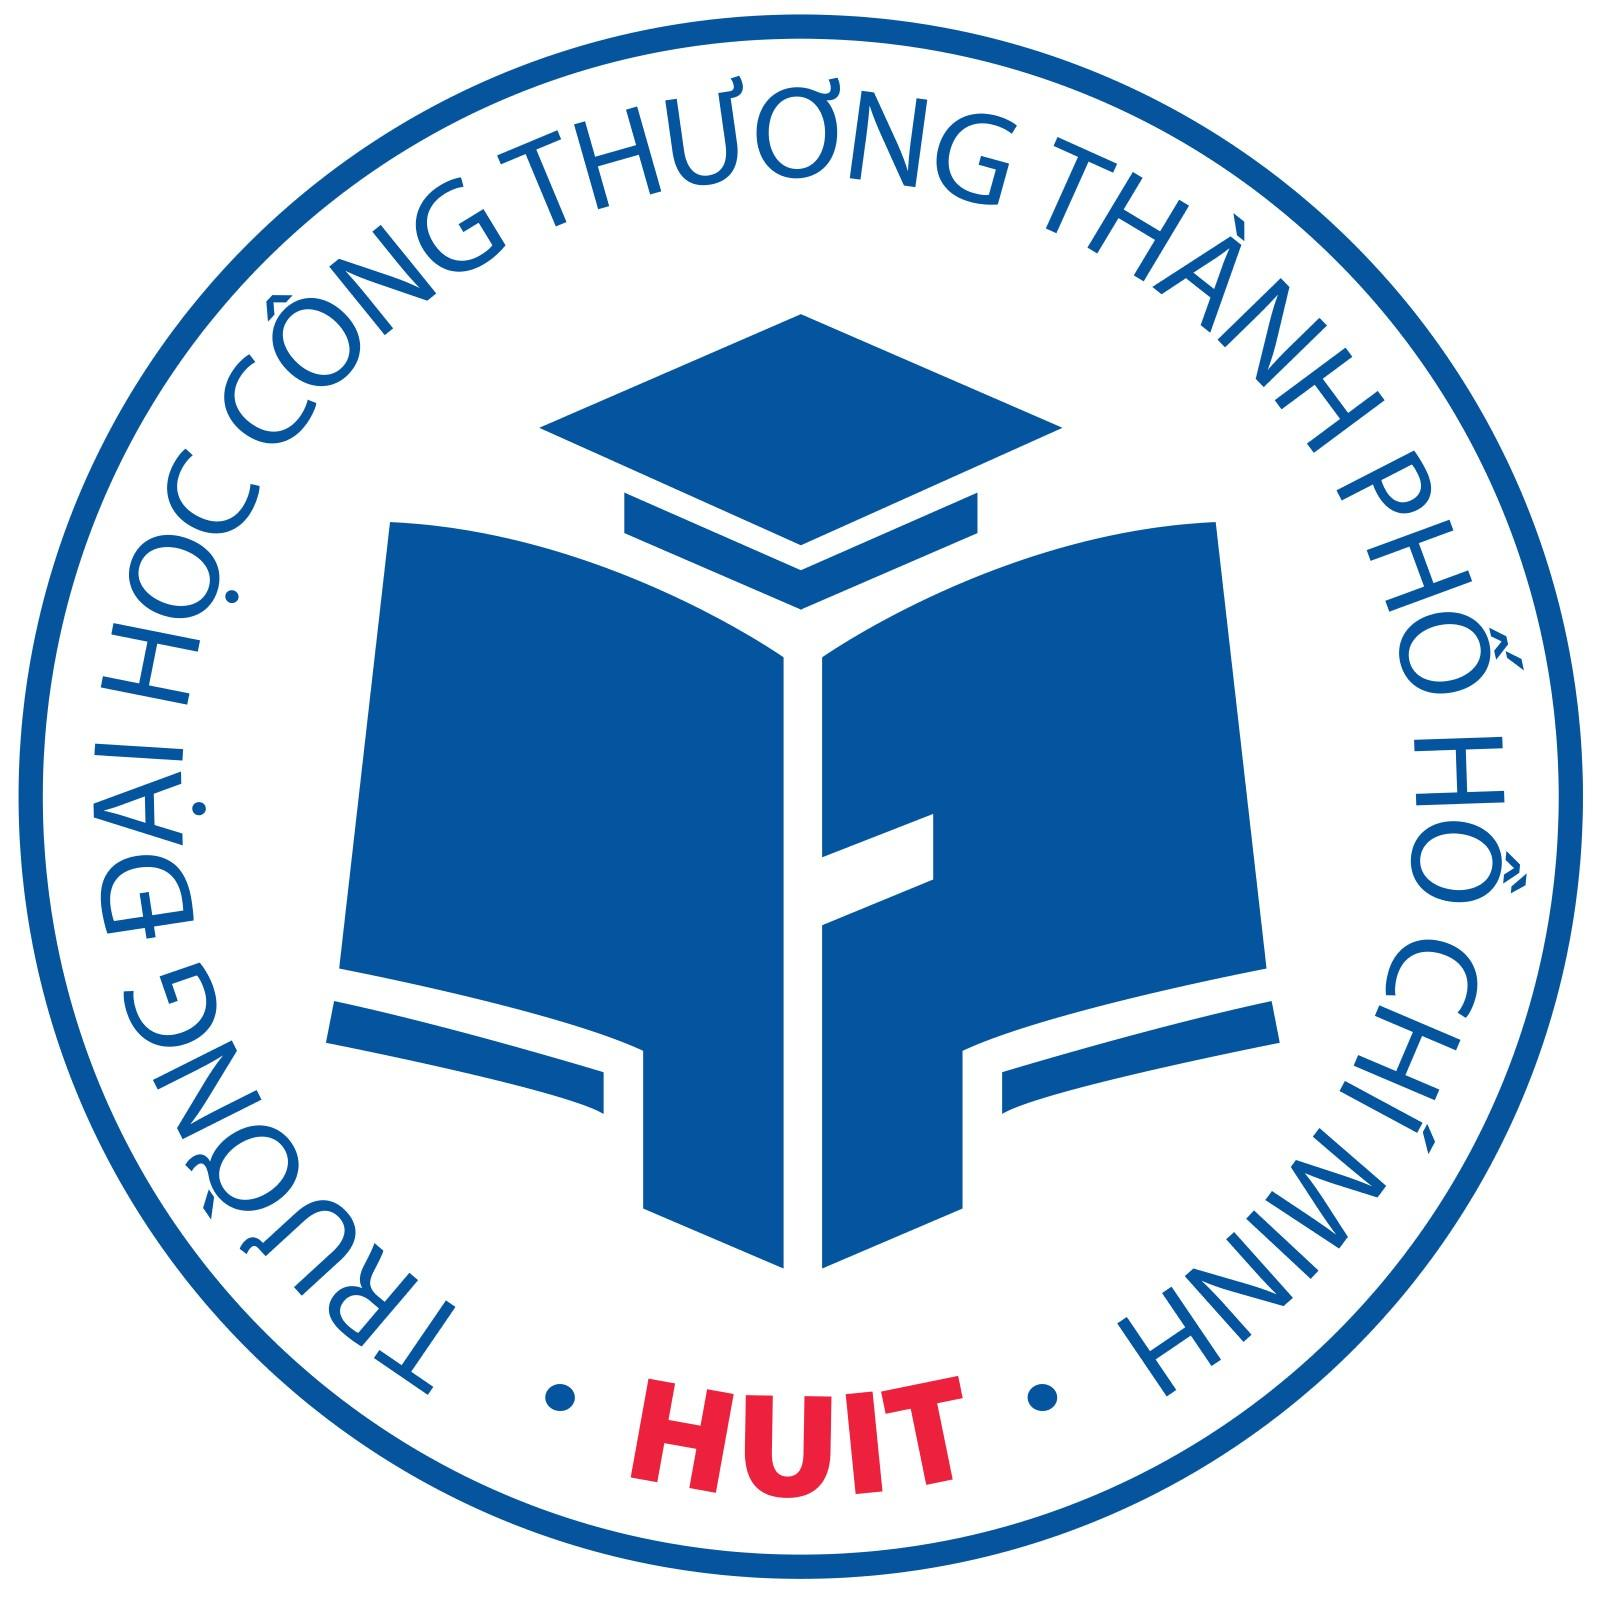 TRƯỜNG ĐẠI HỌC CÔNG THƯƠNG THÀNH PHỐ HỒ CHÍ MINH
• HUIT •